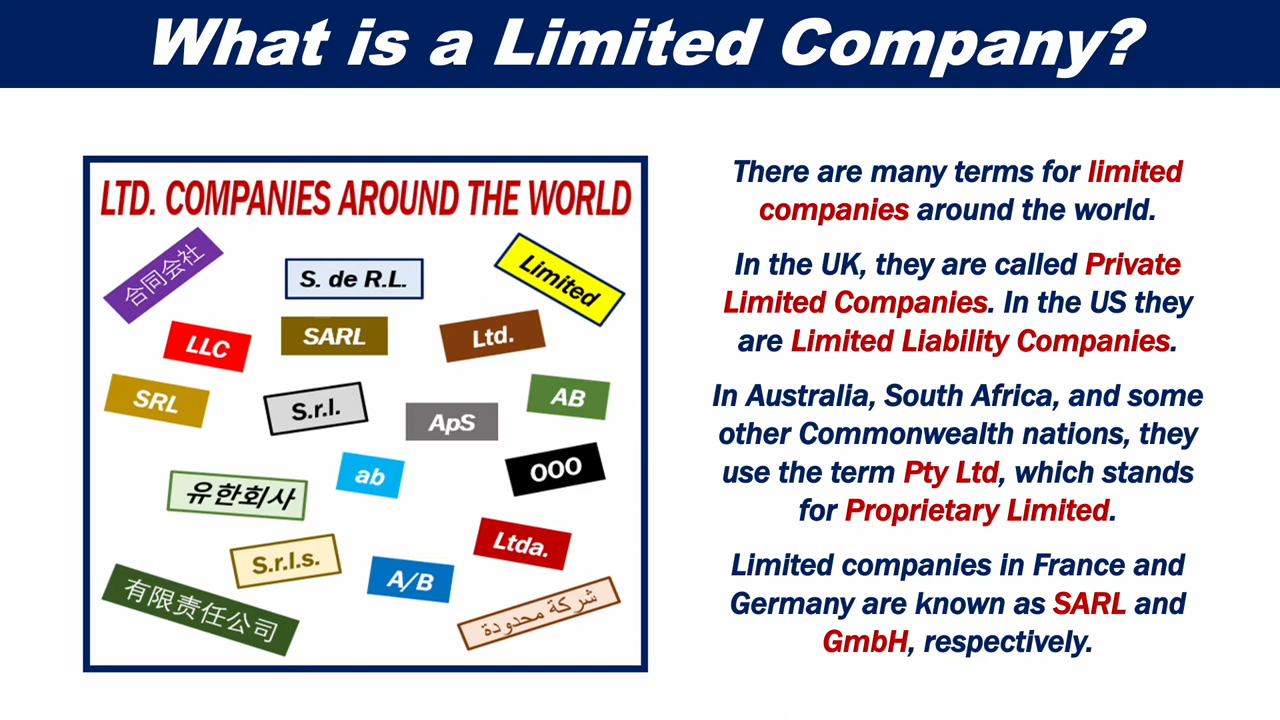 What is a Limited Company?
LTD. COMPANIES AROUND THE WORLD
合同会社
S. de R.L.
Limited
LLC
SARL
Ltd.
SRL
S.r.l.
ApS
AB
ab
OOO
유한회사
S.r.l.s.
A/B
Ltda.
有限责任公司
شركة محدودة
There are many terms for limited
companies around the world.
In the UK, they are called Private
Limited Companies. In the US they
are Limited Liability Companies.
In Australia, South Africa, and some
other Commonwealth nations, they
use the term Pty Ltd, which stands
for Proprietary Limited.
Limited companies in France and
Germany are known as SARL and
GmbH, respectively.